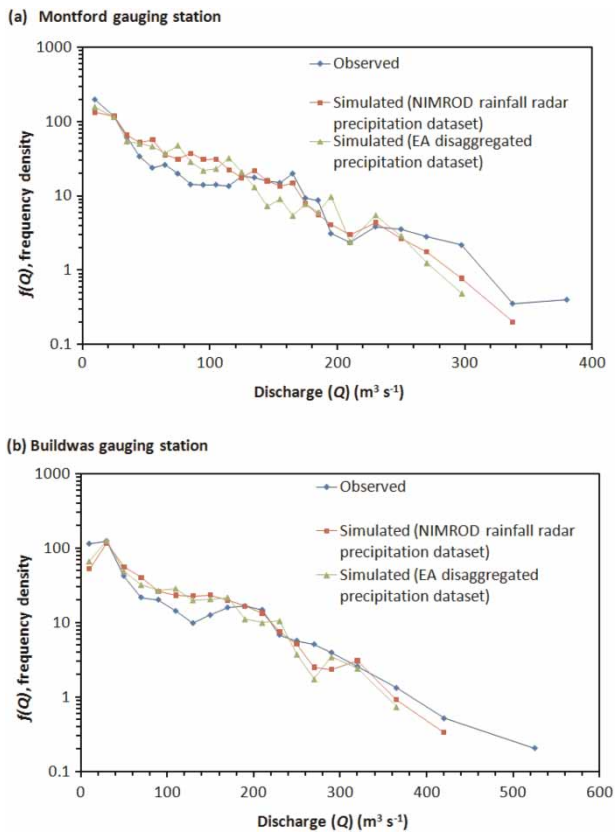 (a) Montford gauging station
1000
100
10
1
0.1
f(Q), frequency density
Observed
Simulated (NIMROD rainfall radar
precipitation dataset)
Simulated (EA disaggregated
precipitation dataset)
0 100 200 300 400
Discharge (Q) (m³ s⁻¹)
(b) Buildwas gauging station
1000
100
10
1
0.1
f(Q), frequency density
Observed
Simulated (NIMROD rainfall radar
precipitation dataset)
Simulated (EA disaggregated
precipitation dataset)
0 100 200 300 400 500 600
Discharge (Q) (m³ s⁻¹)